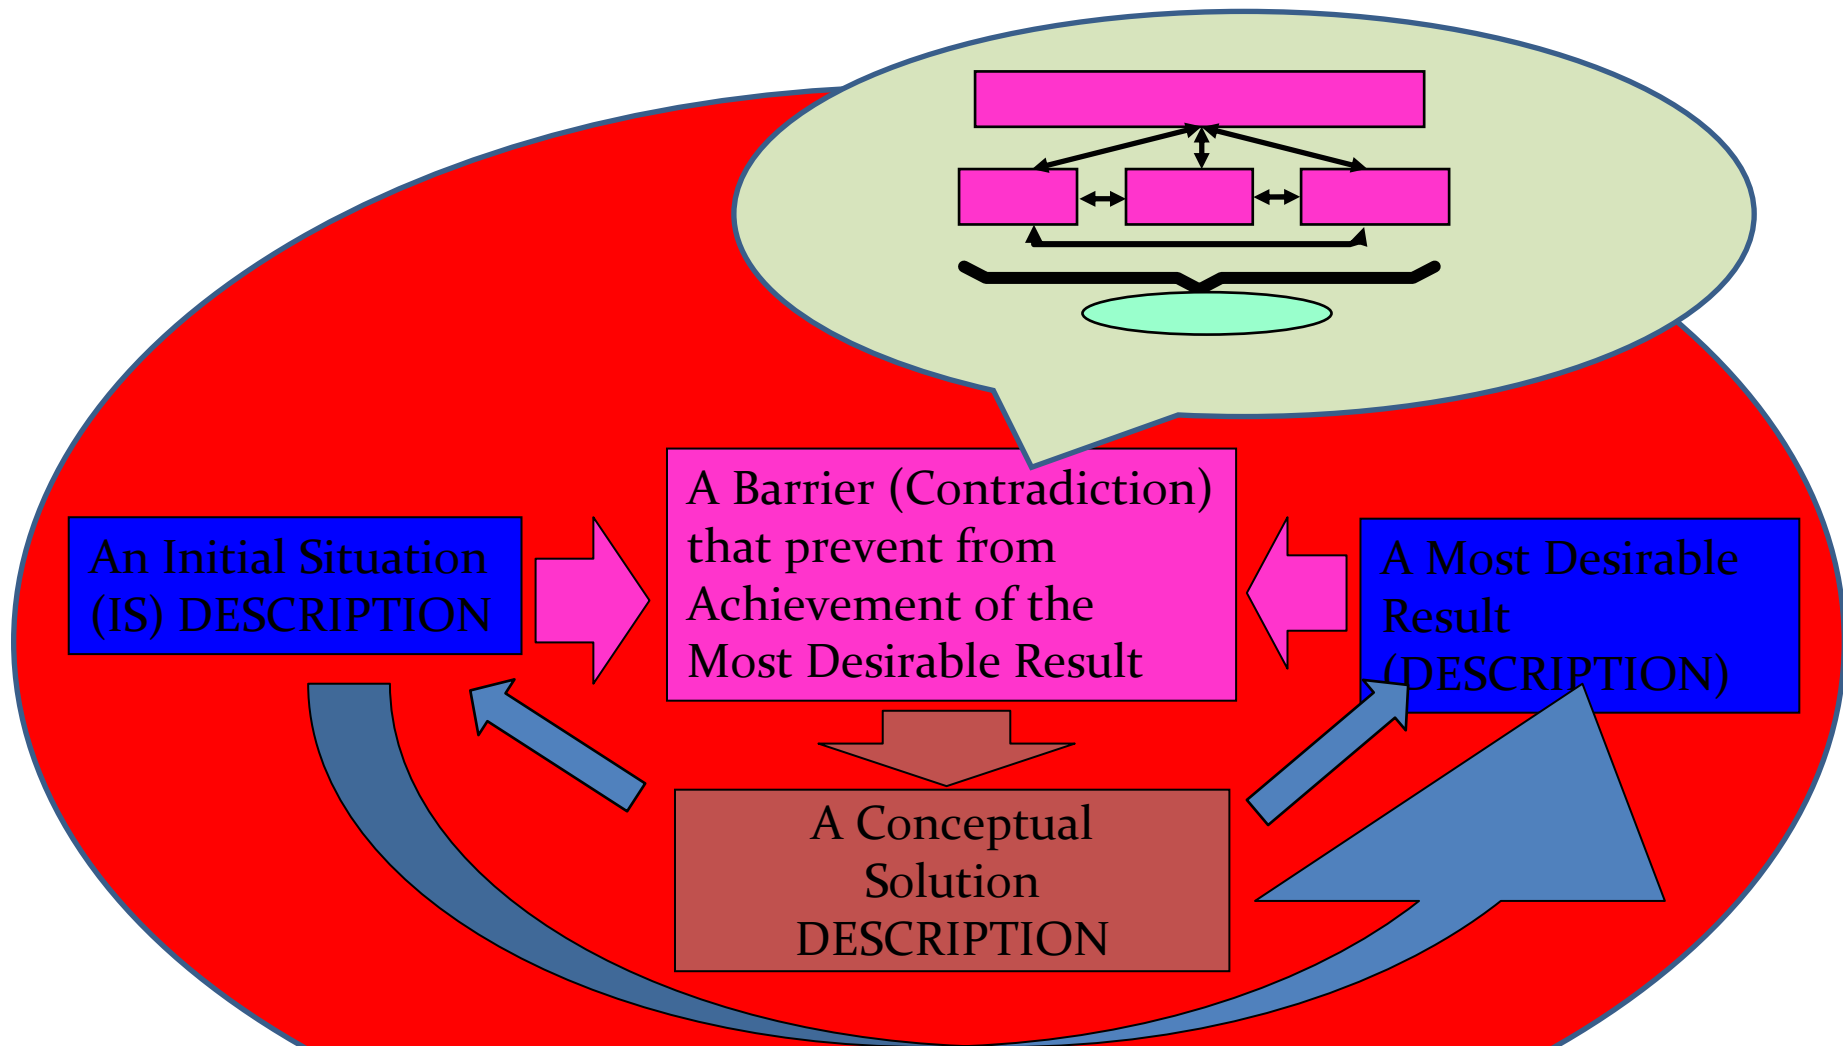 A Barrier (Contradiction)
that prevent from
Achievement of the
Most Desirable Result
An Initial Situation
(IS) DESCRIPTION
A Most Desirable
Result
(DESCRIPTION)
A Conceptual
Solution
DESCRIPTION